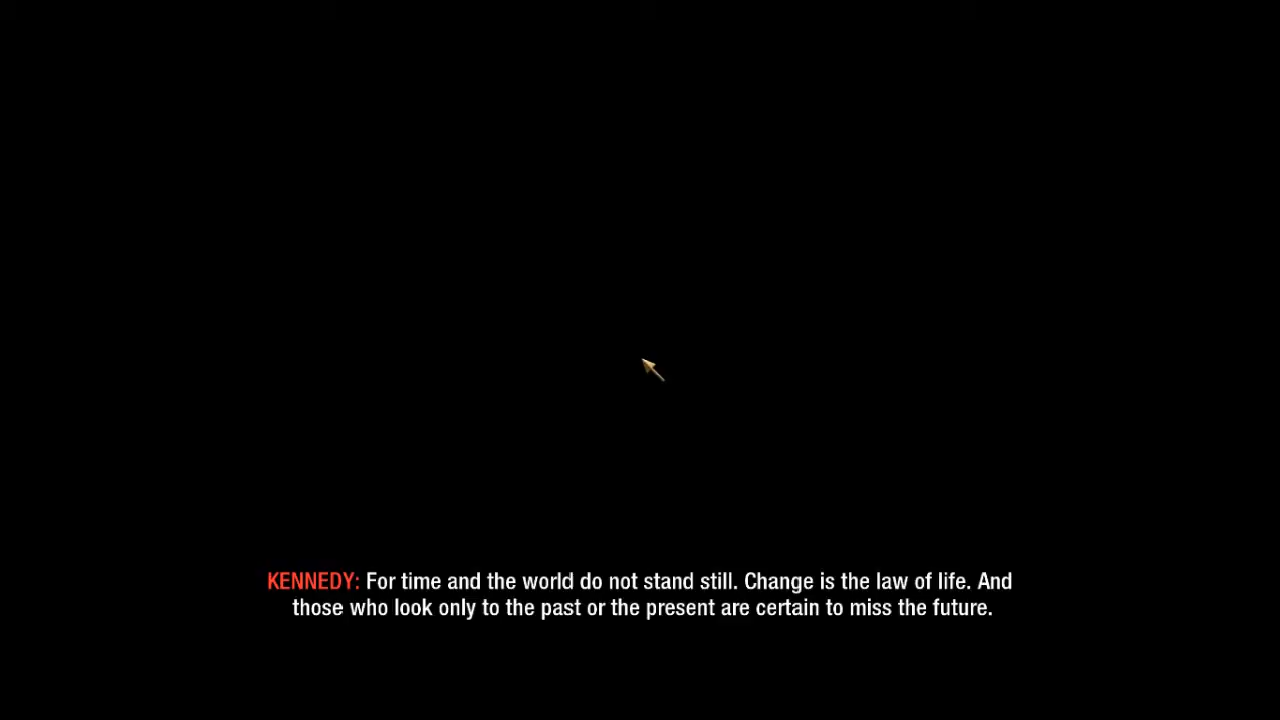 KENNEDY: For time and the world do not stand still. Change is the law of life. And
those who look only to the past or the present are certain to miss the future.